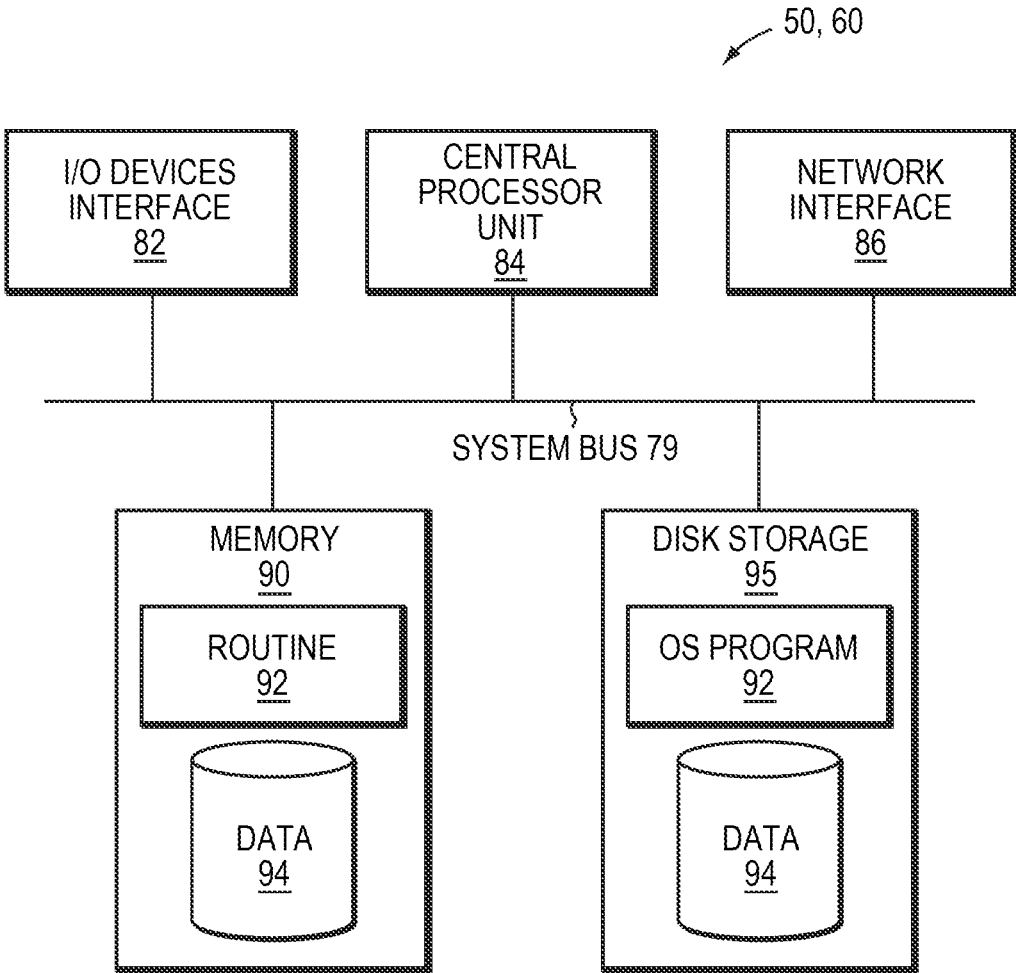 50, 60
I/O DEVICES
INTERFACE
82
CENTRAL
PROCESSOR
UNIT
84
NETWORK
INTERFACE
86
SYSTEM BUS 79
MEMORY
90
ROUTINE
92
DATA
94
DISK STORAGE
95
OS PROGRAM
92
DATA
94